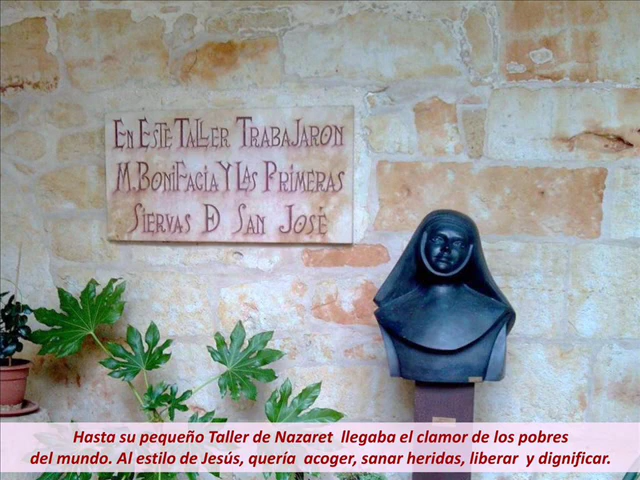 EN ESTE TALLER TRABAJARON
M. BONIFACIA Y LAS PRIMERAS
SIERVAS D SAN JOSÉ
Hasta su pequeño Taller de Nazaret llegaba el clamor de los pobres
del mundo. Al estilo de Jesús, quería acoger, sanar heridas, liberar y dignificar.